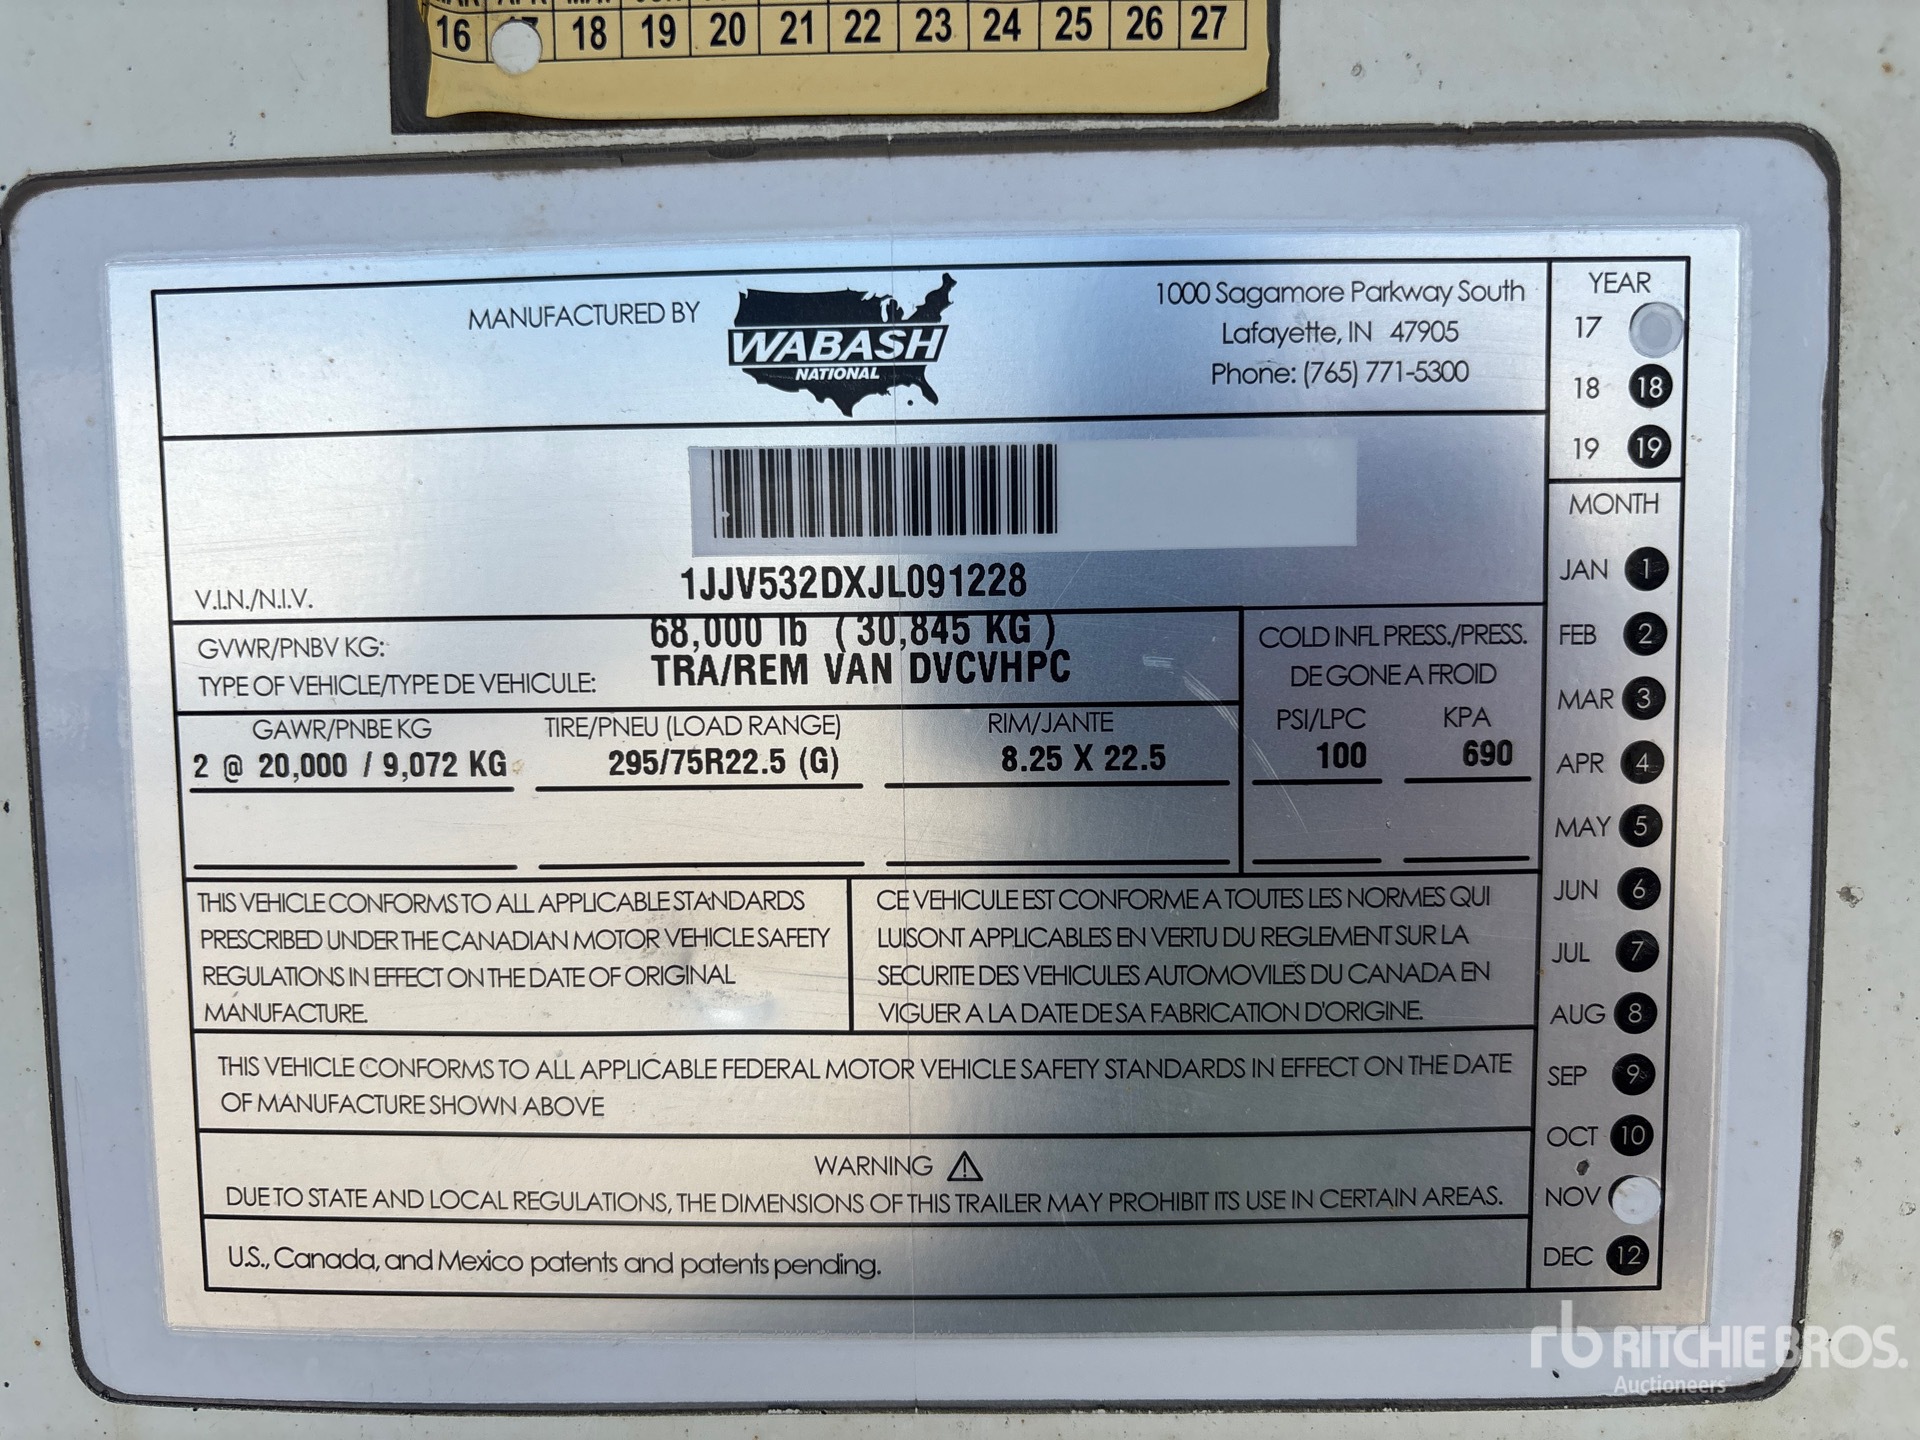 16 18 19 20 21 22 23 24 25 26 27
MANUFACTURED BY
WABASH
NATIONAL
1000 Sagamore Parkway South
Lafayette, IN 47905
Phone: (765) 771-5300
V.I.N./N.I.V.
1JJV532DXJL091228
GVWR/PNBV KG:
68,000 lb ( 30,845 KG )
TYPE OF VEHICLE/TYPE DE VEHICULE:
TRA/REM VAN DVCVHPC
GAWR/PNBE KG
2 @ 20,000 / 9,072 KG
TIRE/PNEU (LOAD RANGE)
295/75R22.5 (G)
RIM/JANTE
8.25 X 22.5
COLD INFL PRESS./PRESS.
DE GONE A FROID
PSI/LPC KPA
100 690
THIS VEHICLE CONFORMS TO ALL APPLICABLE STANDARDS
PRESCRIBED UNDER THE CANADIAN MOTOR VEHICLE SAFETY
REGULATIONS IN EFFECT ON THE DATE OF ORIGINAL
MANUFACTURE.
CE VEHICULE EST CONFORME A TOUTES LES NORMES QUI
LUISONT APPLICABLES EN VERTU DU REGLEMENT SUR LA
SECURITE DES VEHICULES AUTOMOVILES DU CANADA EN
VIGUER A LA DATE DE SA FABRICATION D'ORIGINE.
THIS VEHICLE CONFORMS TO ALL APPLICABLE FEDERAL MOTOR VEHICLE SAFETY STANDARDS IN EFFECT ON THE DATE
OF MANUFACTURE SHOWN ABOVE
WARNING
DUE TO STATE AND LOCAL REGULATIONS, THE DIMENSIONS OF THIS TRAILER MAY PROHIBIT ITS USE IN CERTAIN AREAS.
U.S., Canada, and Mexico patents and patents pending.
YEAR
17
18 18
19 19
MONTH
JAN 1
FEB 2
MAR 3
APR 4
MAY 5
JUN 6
JUL 7
AUG 8
SEP 9
OCT 10
NOV
DEC 12
rb RITCHIE BROS.
Auctioneers